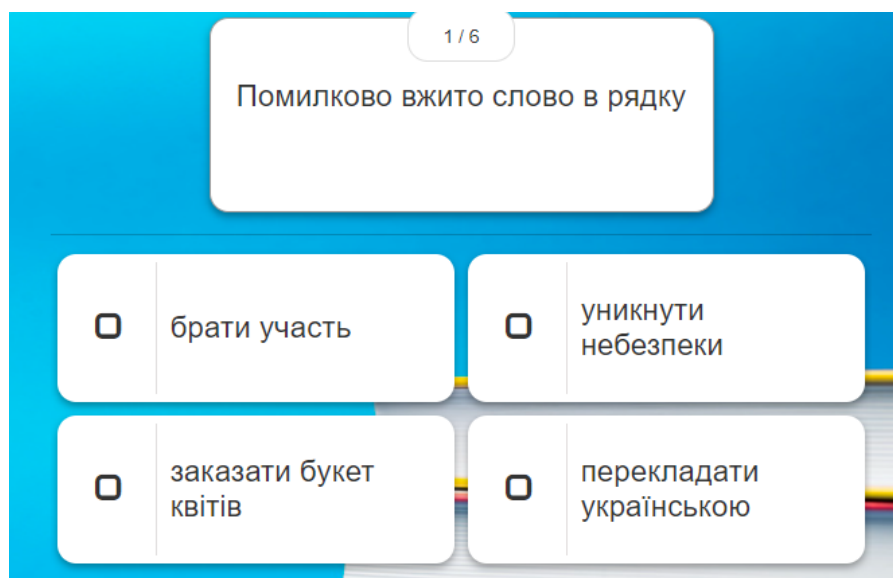 1 / 6
Помилково вжито слово в рядку
брати участь
уникнути
небезпеки
заказати букет
квітів
перекладати
українською